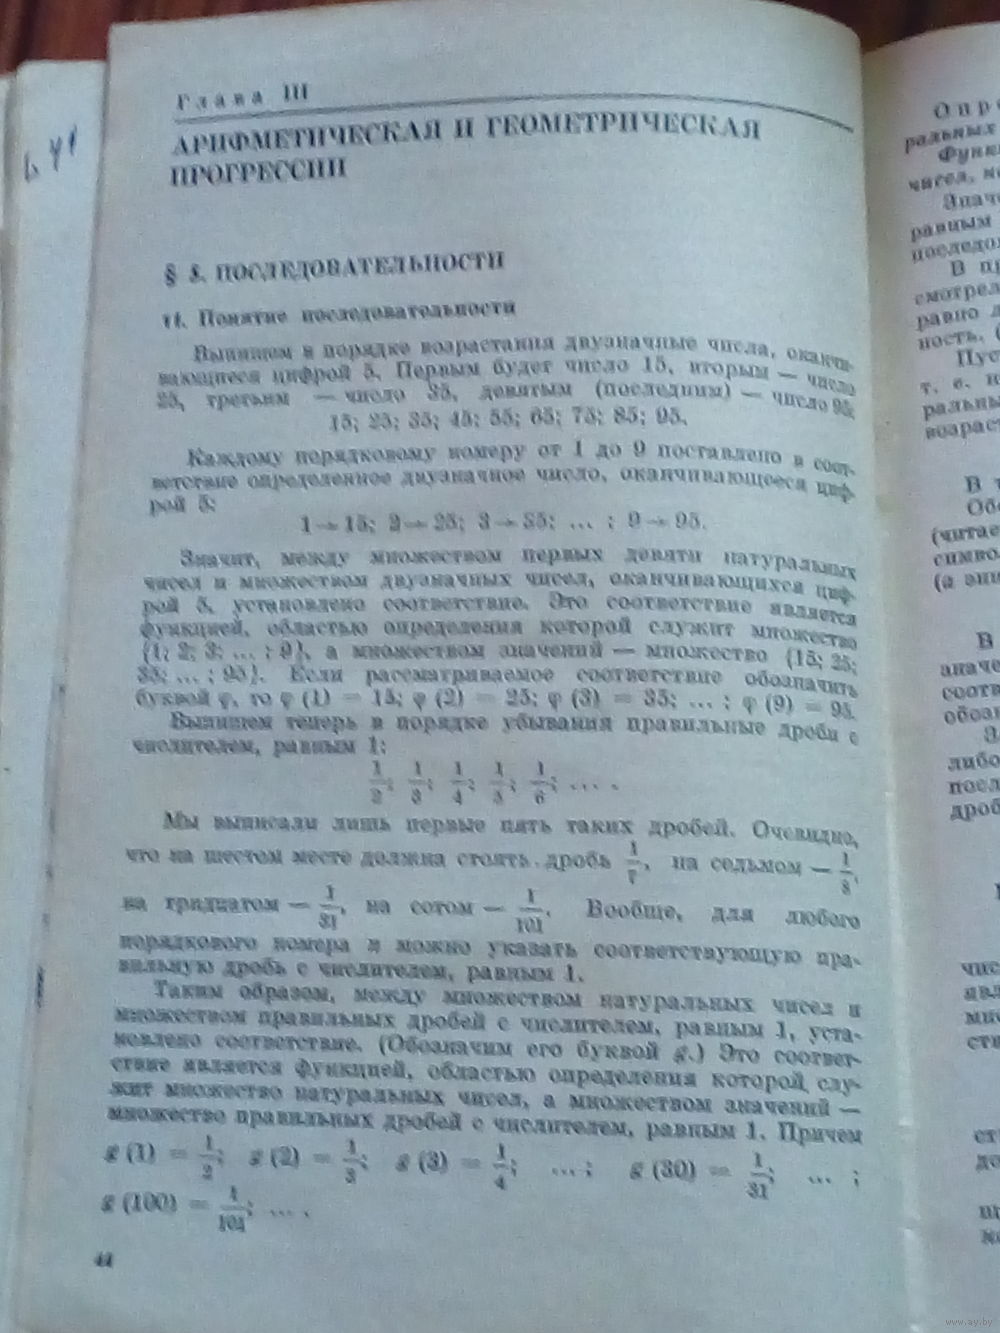 Глава III
АРИФМЕТИЧЕСКАЯ И ГЕОМЕТРИЧЕСКАЯ
ПРОГРЕССИИ
§ 5. ПОСЛЕДОВАТЕЛЬНОСТИ
11. Понятие последовательности
Выпишем в порядке возрастания двузначные числа, оканчи-
вающиеся цифрой 5. Первым будет число 15, вторым — число
25, третьим — число 35, девятым (последним) — число 95:
15; 25; 35; 45; 55; 65; 75; 85; 95.
Каждому порядковому номеру от 1 до 9 поставлено в соот-
ветствие определенное двузначное число, оканчивающееся циф-
рой 5:
1→15; 2→25; 3→35; ... ; 9→95.
Значит, между множеством первых девяти натуральных
чисел и множеством двузначных чисел, оканчивающихся циф-
рой 5, установлено соответствие. Это соответствие является
функцией, областью определения которой служит множество
{1; 2; 3; ... ; 9}, а множеством значений — множество {15; 25;
35; ... ; 95}. Если рассматриваемое соответствие обозначить
буквой φ, то φ (1) = 15; φ (2) = 25; φ (3) = 35; ... ; φ (9) = 95.
Выпишем теперь в порядке убывания правильные дроби с
числителем, равным 1:
1/2; 1/3; 1/4; 1/5; 1/6; ... .
Мы выписали лишь первые пять таких дробей. Очевидно,
что на шестом месте должна стоять дробь 1/7, на седьмом — 1/8,
на тридцатом — 1/31, на сотом — 1/101. Вообще, для любого
порядкового номера n можно указать соответствующую пра-
вильную дробь с числителем, равным 1.
Таким образом, между множеством натуральных чисел и
множеством правильных дробей с числителем, равным 1, уста-
новлено соответствие. (Обозначим его буквой g.) Это соответ-
ствие является функцией, областью определения которой слу-
жит множество натуральных чисел, а множеством значений —
множество правильных дробей с числителем, равным 1. Причем
g (1) = 1/2; g (2) = 1/3; g (3) = 1/4; ... ; g (30) = 1/31; ... ;
g (100) = 1/101; ... .
44
www.ay.by